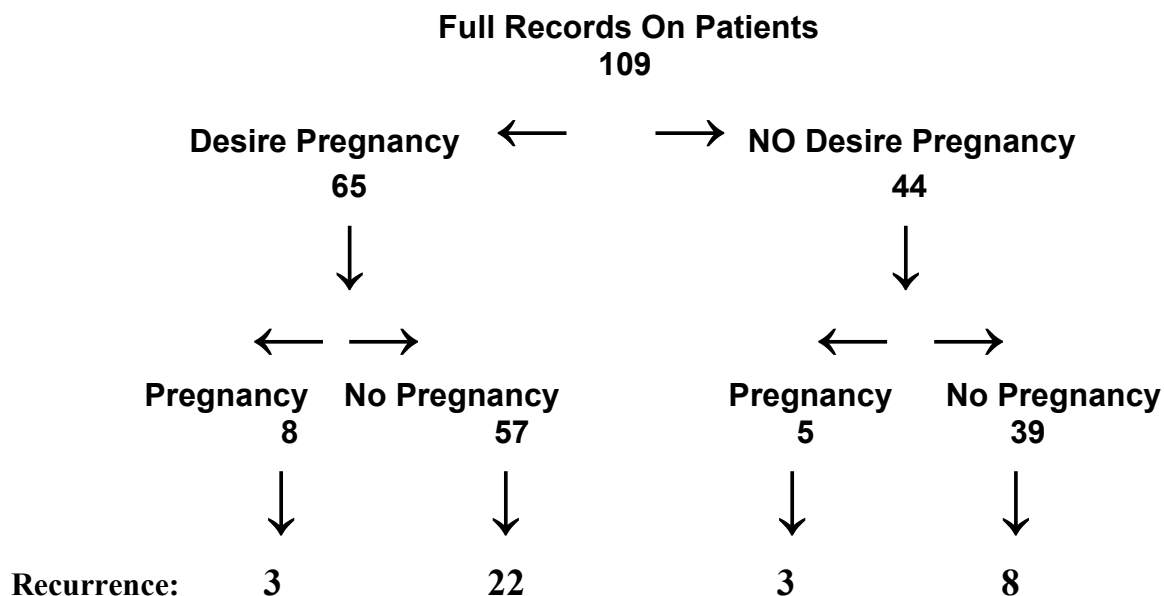 Full Records On Patients
109
Desire Pregnancy ← → NO Desire Pregnancy
65 44
↓ ↓
← → ← →
Pregnancy No Pregnancy Pregnancy No Pregnancy
8 57 5 39
↓ ↓ ↓ ↓
Recurrence: 3 22 3 8